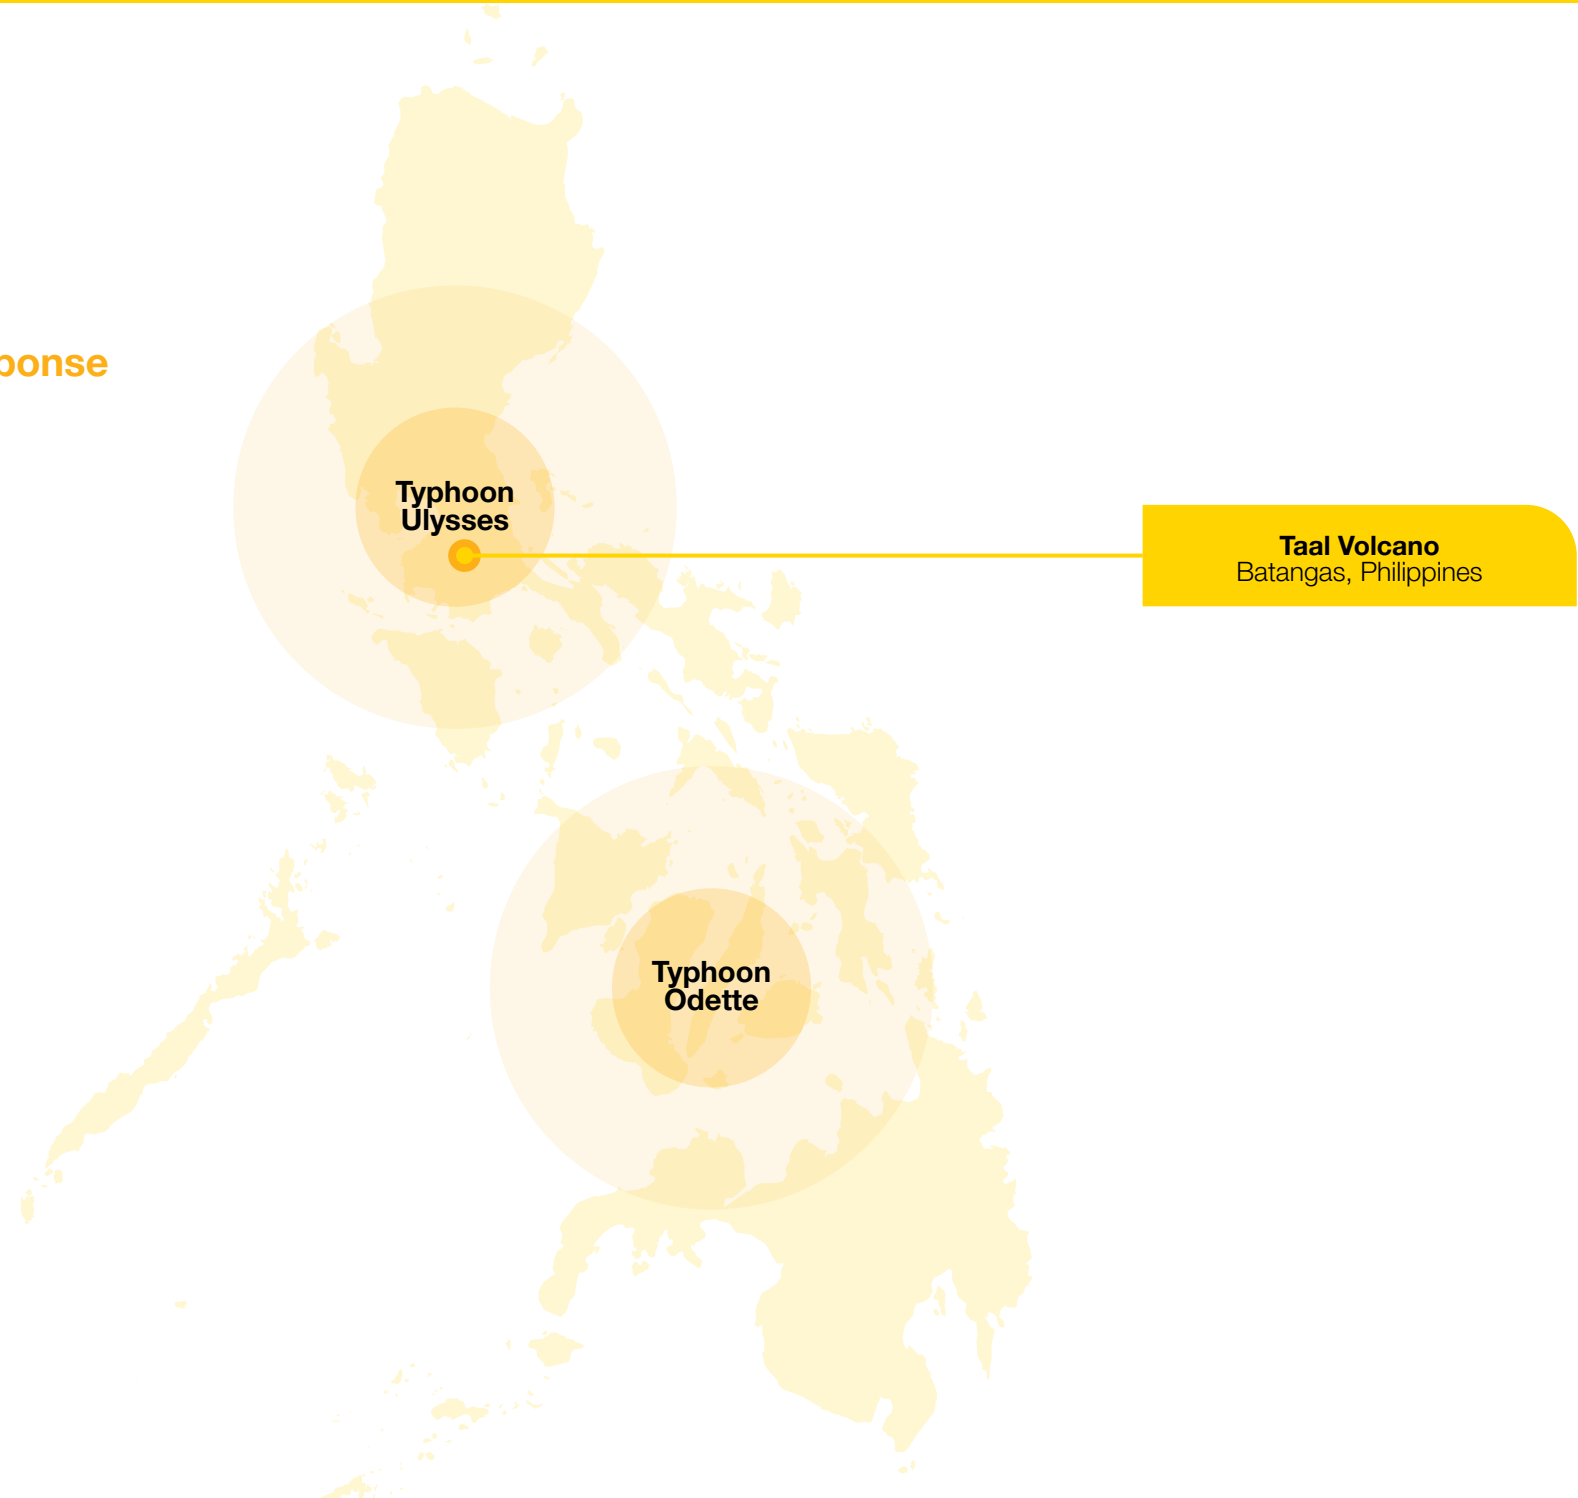 ponse
Typhoon
Ulysses
Taal Volcano
Batangas, Philippines
Typhoon
Odette